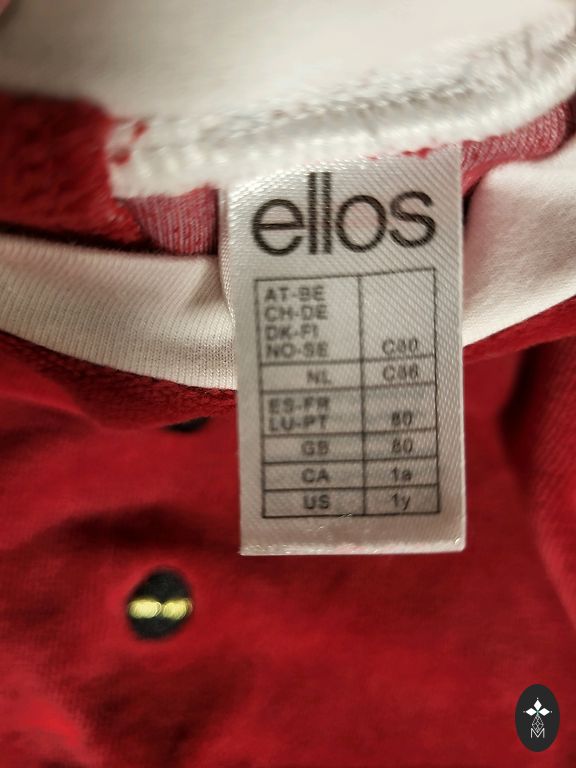 ellos
AT-BE
CH-DE
DK-FI
NO-SE C80
NL C86
ES-FR
LU-PT 80
GB 80
CA 1a
US 1y
M